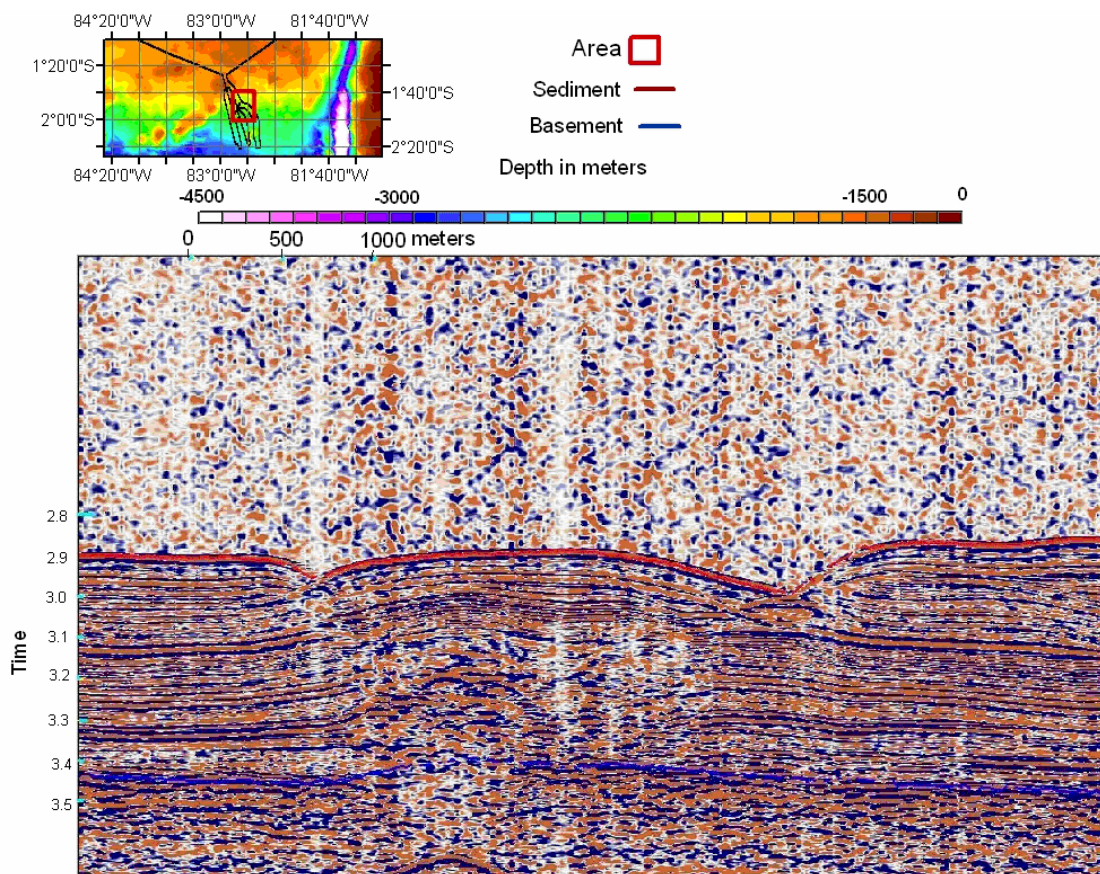 84°20'0"W 83°0'0"W 81°40'0"W
1°20'0"S
1°40'0"S
2°0'0"S
2°20'0"S
84°20'0"W 83°0'0"W 81°40'0"W
Area
Sediment
Basement
Depth in meters
-4500 -3000 -1500 0
0 500 1000 meters
Time
2.8
2.9
3.0
3.1
3.2
3.3
3.4
3.5